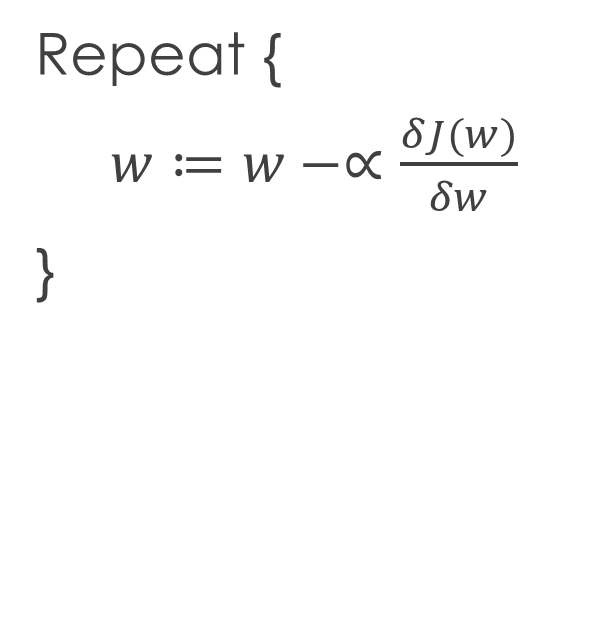 Repeat {
w := w −∝ δJ(w)/δw
}